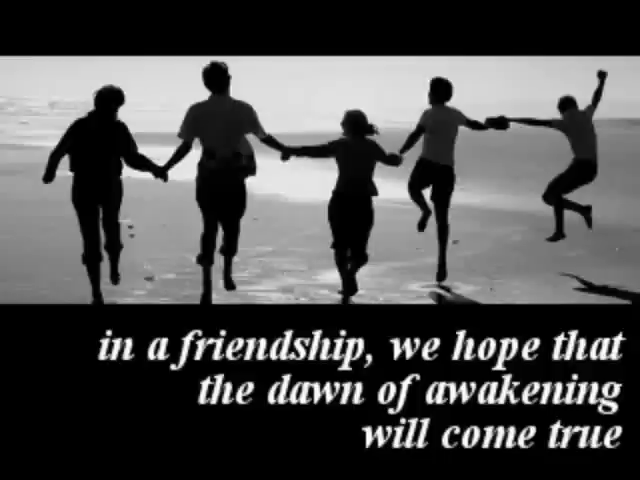 in a friendship, we hope that
the dawn of awakening
will come true